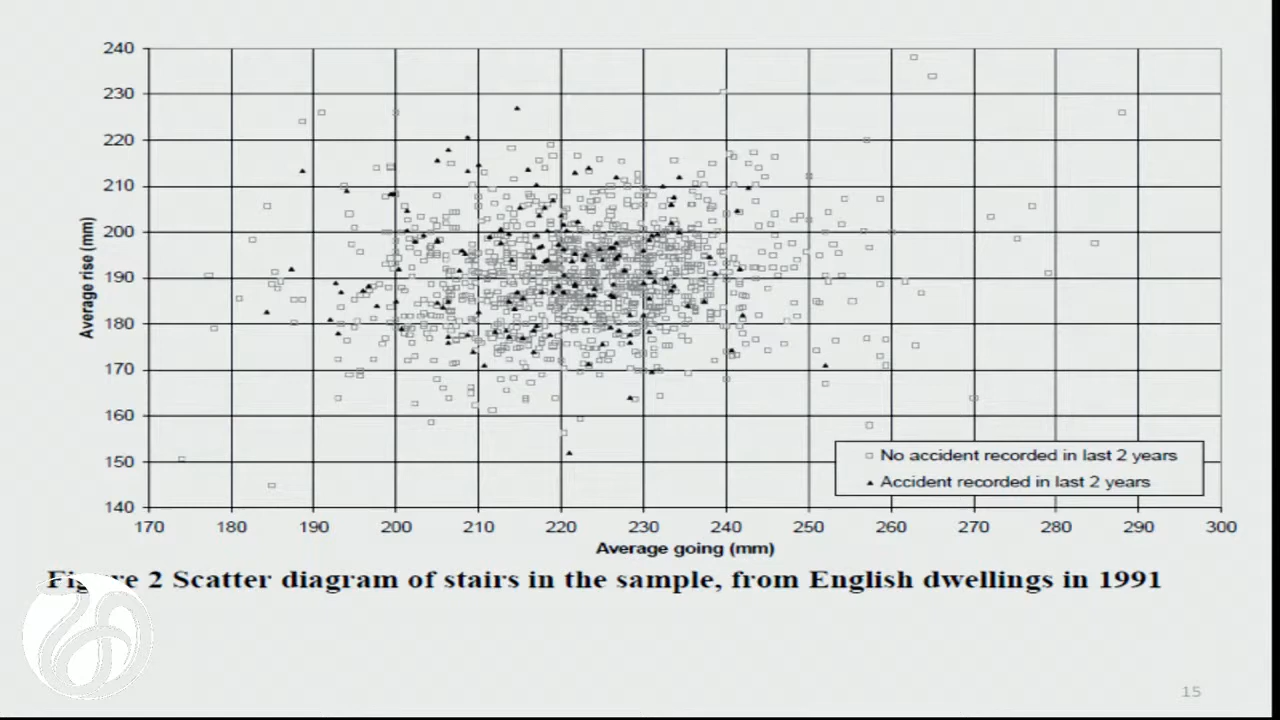 240
230
220
210
200
190
180
170
160
150
140
Average rise (mm)
170 180 190 200 210 220 230 240 250 260 270 280 290 300
Average going (mm)
No accident recorded in last 2 years
Accident recorded in last 2 years
2 Scatter diagram of stairs in the sample, from English dwellings in 1991
15